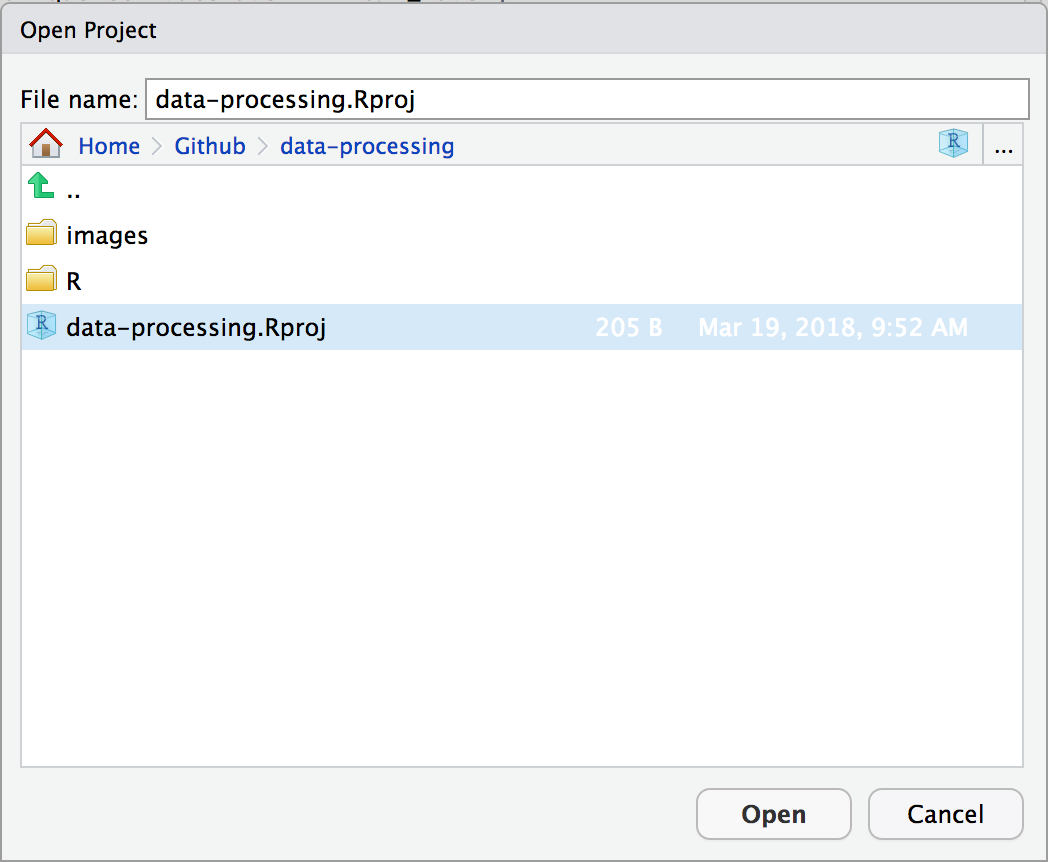 Open Project
File name: data-processing.Rproj
Home Github data-processing R ...
..
images
R
R data-processing.Rproj 205 B Mar 19, 2018, 9:52 AM
Open Cancel